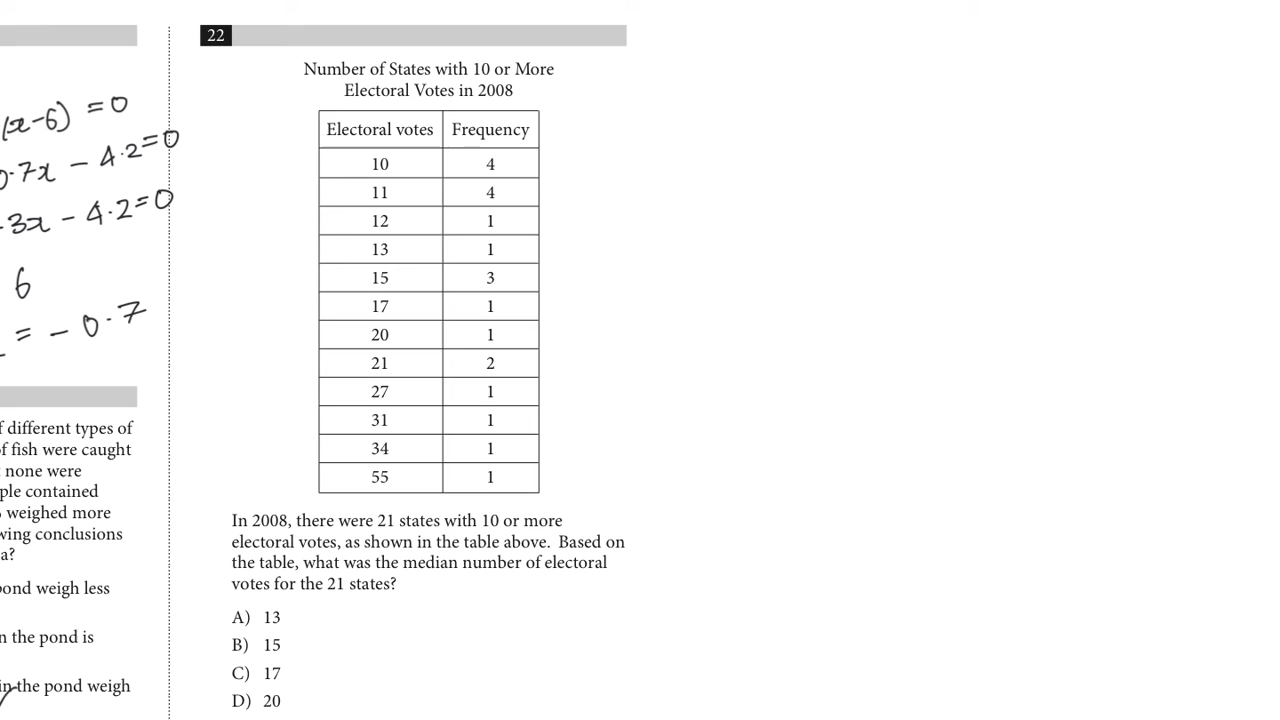 (x-6) = 0
0.7x - 4.2 = 0
3x - 4.2 = 0
6
= -0.7
f different types of
of fish were caught
none were
ple contained
weighed more
wing conclusions
a?
pond weigh less
n the pond is
in the pond weigh
22
Number of States with 10 or More
Electoral Votes in 2008
Electoral votes Frequency
10 4
11 4
12 1
13 1
15 3
17 1
20 1
21 2
27 1
31 1
34 1
55 1
In 2008, there were 21 states with 10 or more
electoral votes, as shown in the table above. Based on
the table, what was the median number of electoral
votes for the 21 states?
A) 13
B) 15
C) 17
D) 20